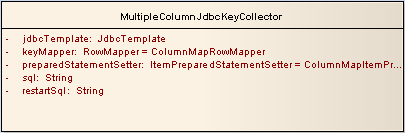 MultipleColumnJdbcKeyCollector
- jdbcTemplate: JdbcTemplate
- keyMapper: RowMapper = ColumnMapRowMapper
- preparedStatementSetter: ItemPreparedStatementSetter = ColumnMapItemPr...
- sql: String
- restartSql: String